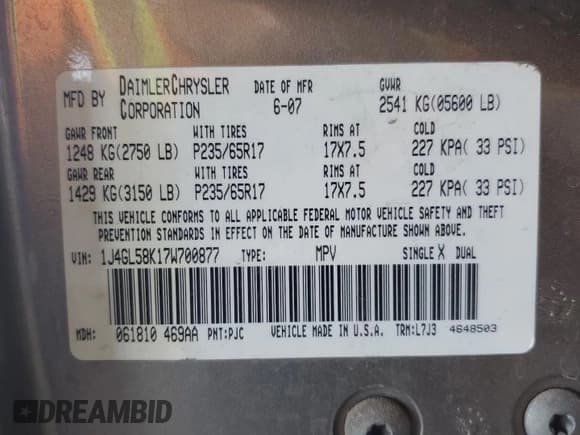 MFD BY DAIMLERCHRYSLER CORPORATION DATE OF MFR 6-07 GVWR 2541 KG(05600 LB)
GAWR FRONT WITH TIRES RIMS AT COLD
1248 KG(2750 LB) P235/65R17 17X7.5 227 KPA( 33 PSI)
GAWR REAR WITH TIRES RIMS AT COLD
1429 KG(3150 LB) P235/65R17 17X7.5 227 KPA( 33 PSI)
THIS VEHICLE CONFORMS TO ALL APPLICABLE FEDERAL MOTOR VEHICLE SAFETY AND THEFT
PREVENTION STANDARDS IN EFFECT ON THE DATE OF MANUFACTURE SHOWN ABOVE.
VIN: 1J4GL58K17W700877 TYPE: MPV SINGLE X DUAL
MDH: 061810 469AA PNT:PJC VEHICLE MADE IN U.S.A. TRM:L7J3 4648503
DREAMBID